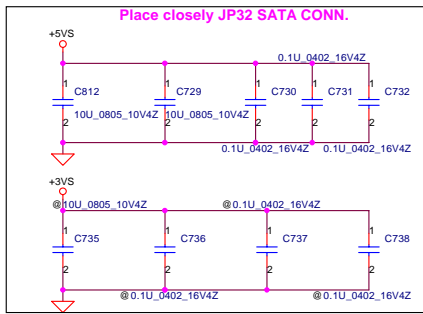 Place closely JP32 SATA CONN.
+5VS
0.1U_0402_16V4Z
1 1 1 1 1
C812 C729 C730 C731 C732
10U_0805_10V4Z 10U_0805_10V4Z
2 2 2 2 2
0.1U_0402_16V4Z 0.1U_0402_16V4Z
+3VS
@10U_0805_10V4Z @0.1U_0402_16V4Z
1 1 1 1
C735 C736 C737 C738
2 2 2 2
@0.1U_0402_16V4Z @0.1U_0402_16V4Z